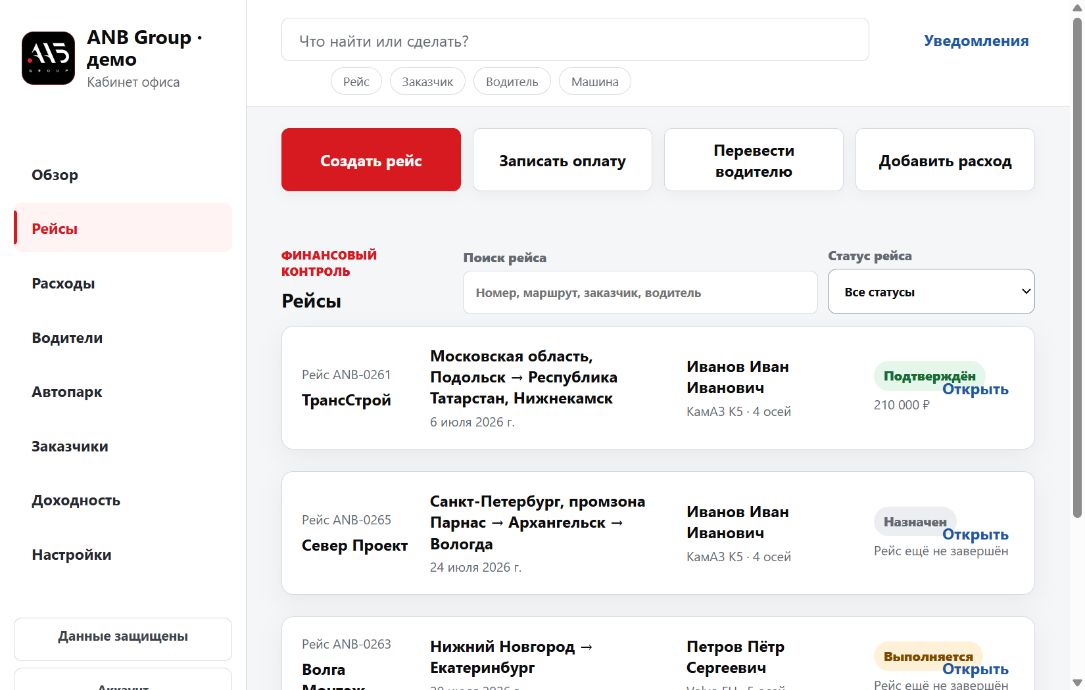 ANB Group ·
демо
Кабинет офиса
Обзор
Рейсы
Расходы
Водители
Автопарк
Заказчики
Доходность
Настройки
Данные защищены
Аккаунт
Что найти или сделать?
Уведомления
Рейс
Заказчик
Водитель
Машина
Создать рейс
Записать оплату
Перевести
водителю
Добавить расход
ФИНАНСОВЫЙ
КОНТРОЛЬ
Рейсы
Поиск рейса
Номер, маршрут, заказчик, водитель
Статус рейса
Все статусы
Рейс ANB-0261
ТрансСтрой
Московская область,
Подольск → Республика
Татарстан, Нижнекамск
6 июля 2026 г.
Иванов Иван
Иванович
КамАЗ К5 · 4 осей
Подтверждён
210 000 ₽
Открыть
Рейс ANB-0265
Север Проект
Санкт-Петербург, промзона
Парнас → Архангельск →
Вологда
24 июля 2026 г.
Иванов Иван
Иванович
КамАЗ К5 · 4 осей
Назначен
Рейс ещё не завершён
Открыть
Рейс ANB-0263
Волга
Монтаж
Нижний Новгород →
Екатеринбург
Петров Пётр
Сергеевич
Выполняется
Рейс ещё не завершён
Открыть